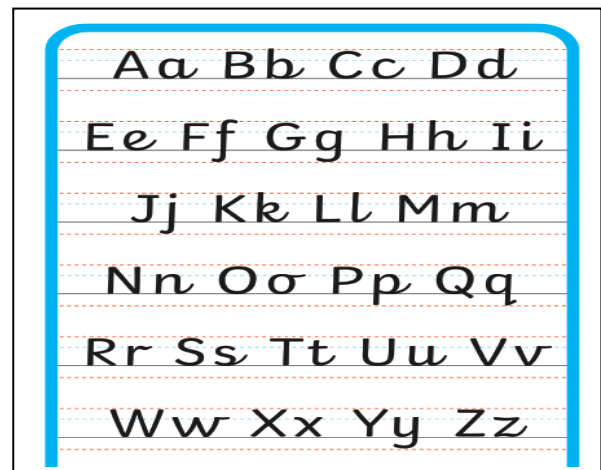 Aa Bb Cc Dd
Ee Ff Gg Hh Ii
Jj Kk Ll Mm
Nn Oo Pp Qq
Rr Ss Tt Uu Vv
Ww Xx Yy Zz